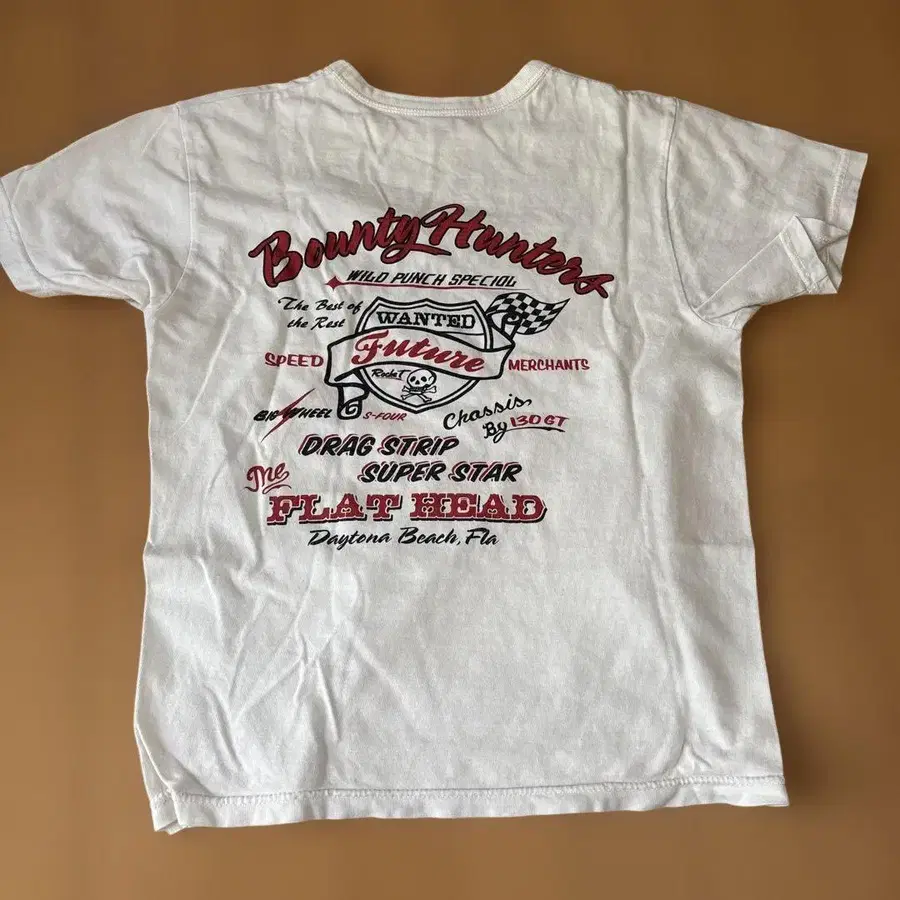 Bounty Hunters
WILD PUNCH SPECIAL
The Best of
the Rest
WANTED
Future
SPEED
MERCHANTS
Rocket
BIG WHEEL
S-FOUR
Chassis
By 130 GT
DRAG STRIP
SUPER STAR
The
FLAT HEAD
Daytona Beach, Fla